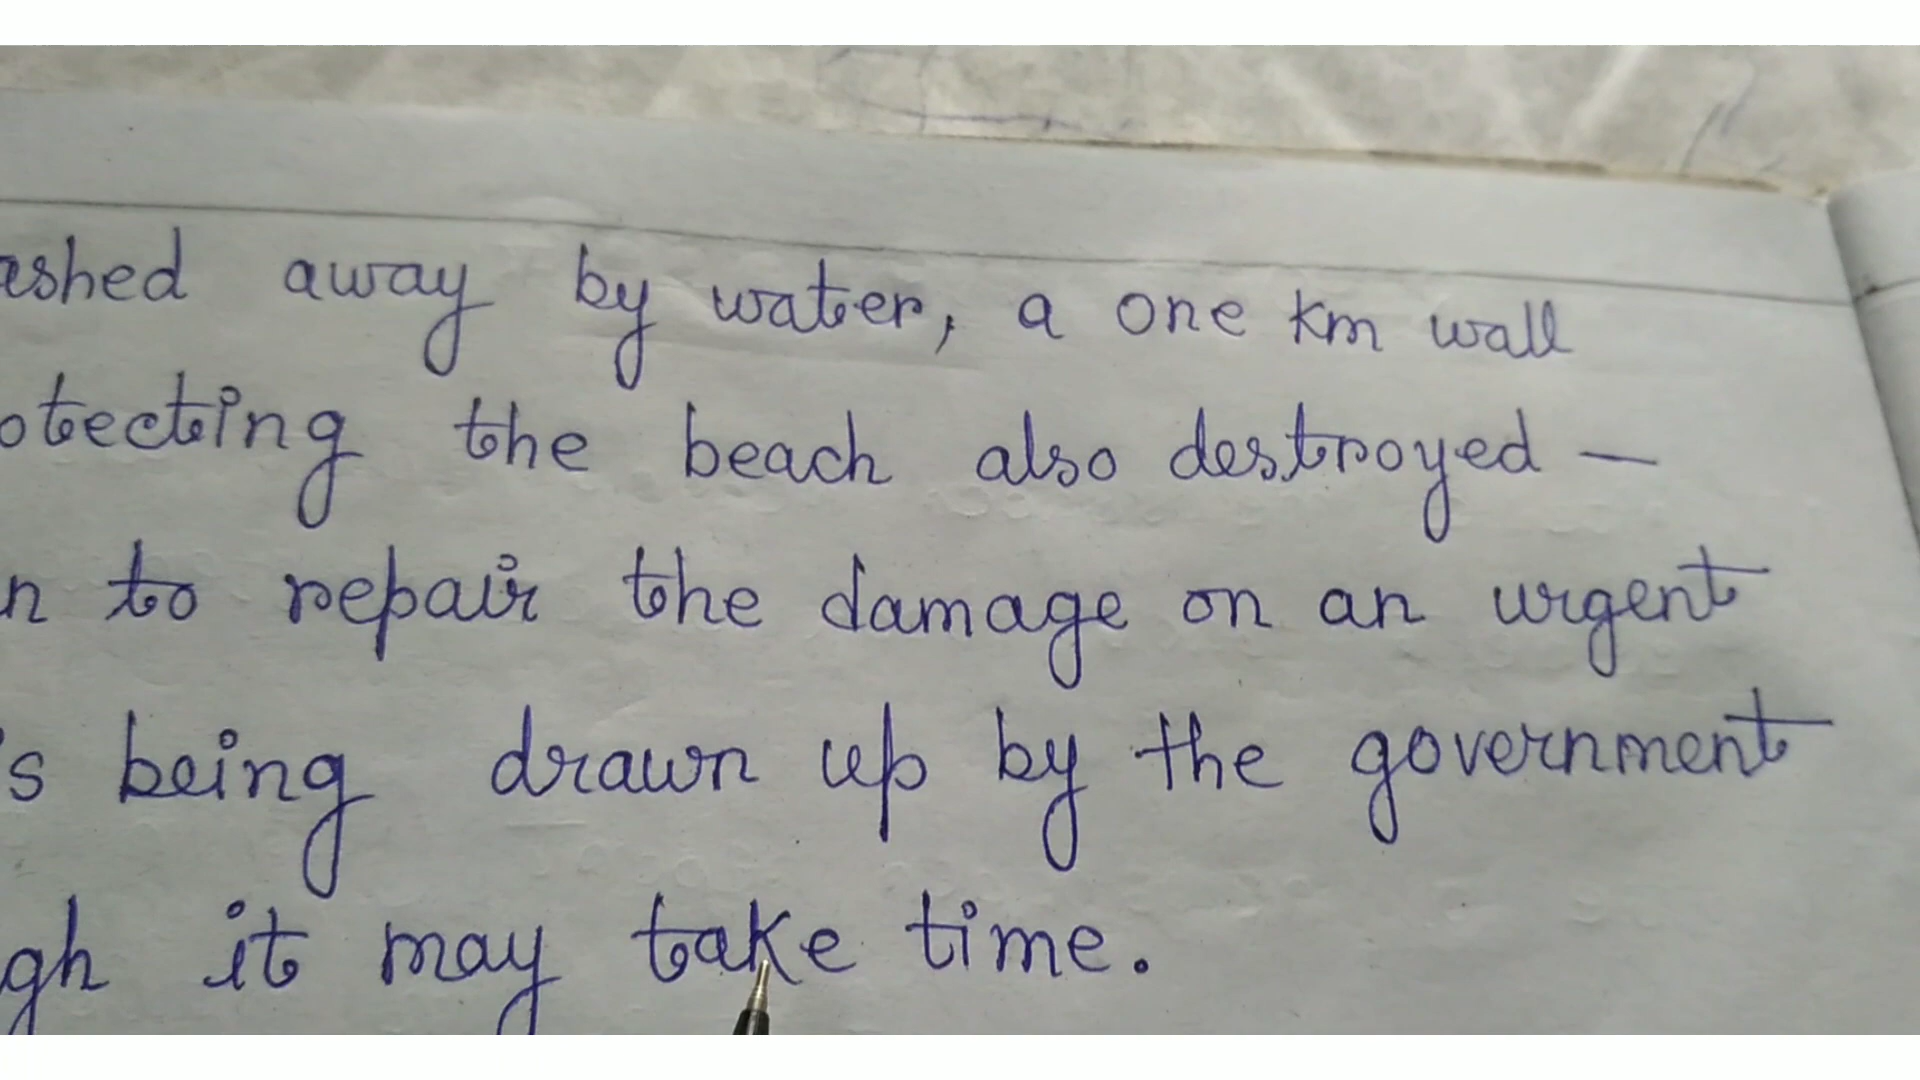 ashed away by water, a one km wall
otecting the beach also destroyed —
n to repair the damage on an urgent
s being drawn up by the government
gh it may take time.